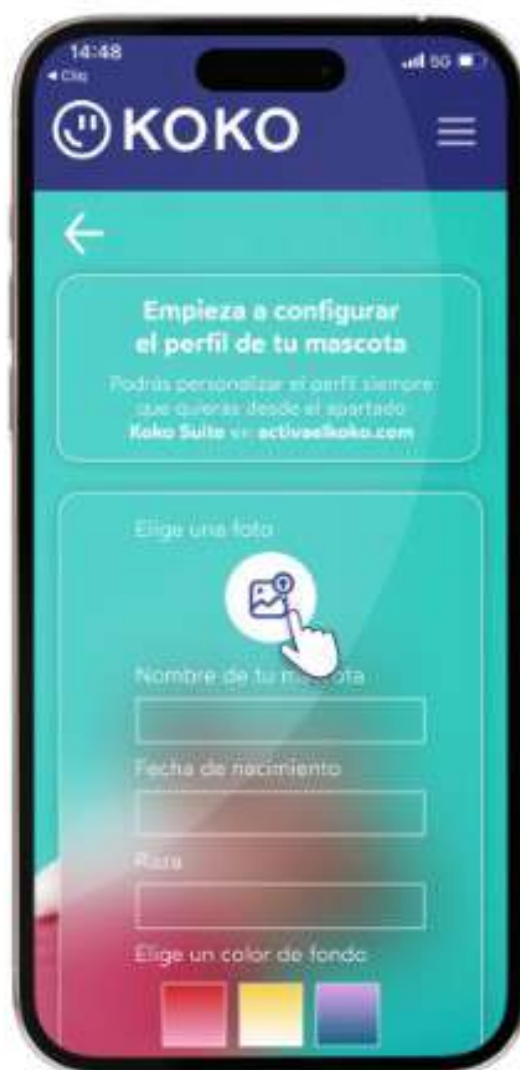 14:48
5G
◀ Cliq
KOKO
Empieza a configurar
el perfil de tu mascota
Podrás personalizar el perfil siempre
que quieras desde el apartado
Koko Suite en activaelkoko.com
Elige una foto
Nombre de tu mascota
Fecha de nacimiento
Raza
Elige un color de fondo